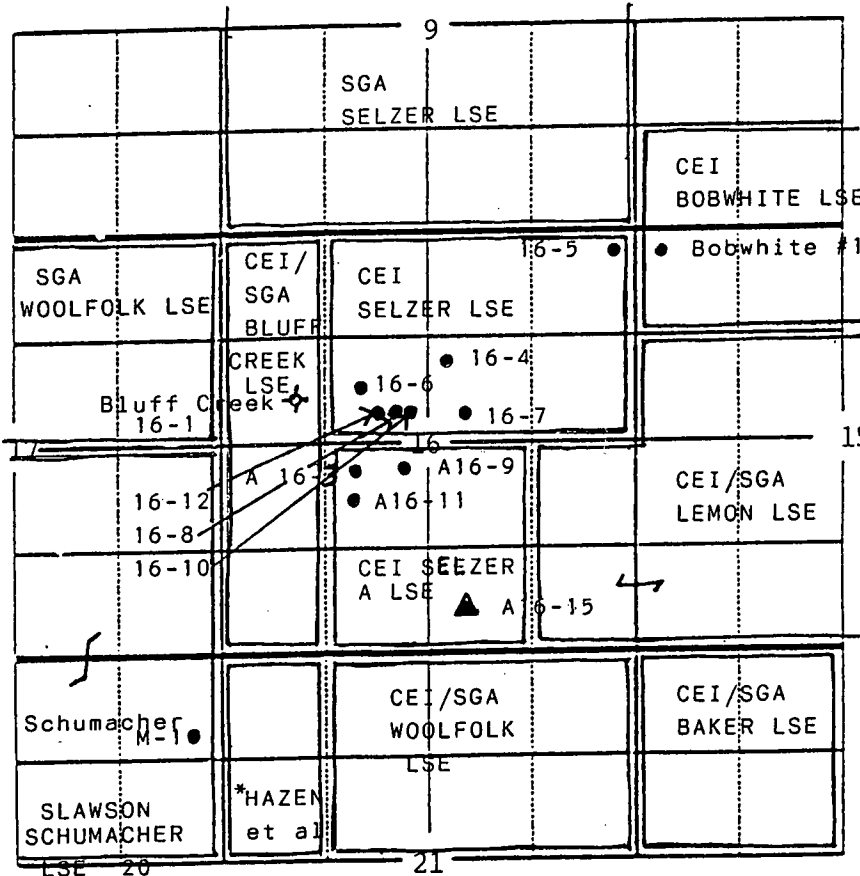 9
SGA
SELZER LSE
CEI
BOBWHITE LSE
16-5
Bobwhite #1
SGA
WOOLFOLK LSE
CEI/
SGA
BLUFF
CREEK
LSE
CEI
SELZER LSE
16-4
16-6
Bluff Creek
16-1
16-7
17
16
15
A 16-
A16-9
16-12
A16-11
CEI/SGA
LEMON LSE
16-8
16-10
CEI SELZER
A LSE
A 16-15
CEI/SGA
WOOLFOLK
LSE
CEI/SGA
BAKER LSE
Schumacher
M-1
*HAZEN
et al
SLAWSON
SCHUMACHER
LSE 20
21